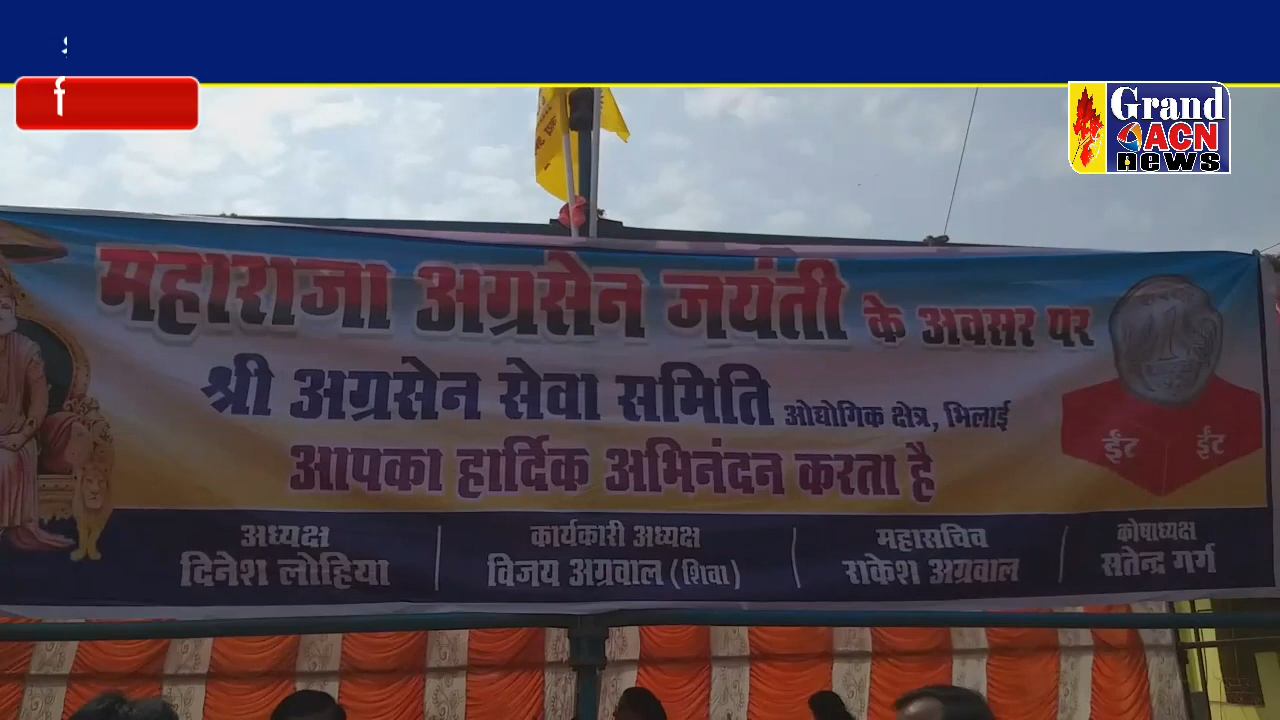 f
Grand
ACN
news
महाराजा अग्रसेन जयंती के अवसर पर
श्री अग्रसेन सेवा समिति औद्योगिक क्षेत्र, भिलाई
आपका हार्दिक अभिनंदन करता है
ईंट ईंट
अध्यक्ष
दिनेश लोहिया
कार्यकारी अध्यक्ष
विजय अग्रवाल (शिवा)
महासचिव
राकेश अग्रवाल
कोषाध्यक्ष
सतेन्द्र गर्ग